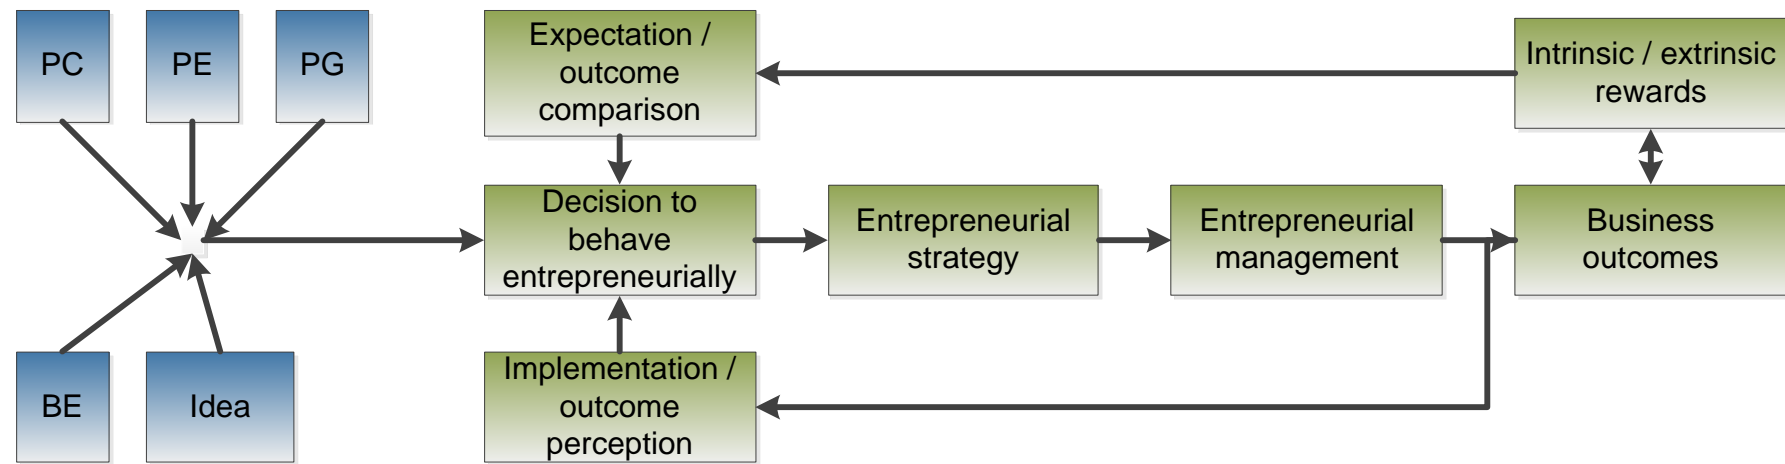 PC
PE
PG
Expectation /
outcome
comparison
Intrinsic / extrinsic
rewards
Decision to
behave
entrepreneurially
Entrepreneurial
strategy
Entrepreneurial
management
Business
outcomes
BE
Idea
Implementation /
outcome
perception